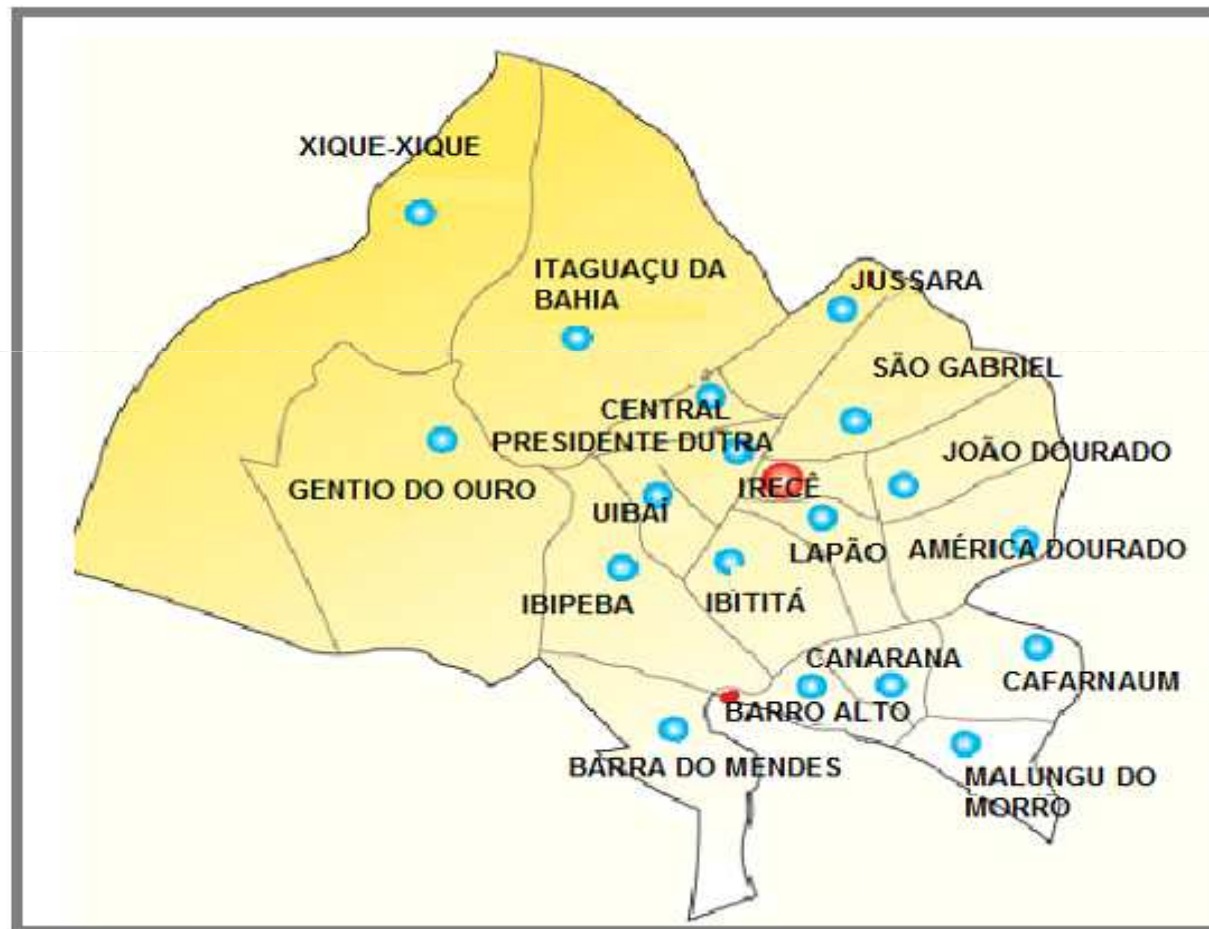 XIQUE-XIQUE
ITAGUAÇU DA
BAHIA
JUSSARA
SÃO GABRIEL
CENTRAL
PRESIDENTE DUTRA
JOÃO DOURADO
GENTIO DO OURO
IRECÊ
UIBAÍ
LAPÃO
AMÉRICA DOURADO
IBIPEBA
IBITITÁ
CANARANA
CAFARNAUM
BARRO ALTO
BARRA DO MENDES
MALUNGU DO
MORRO